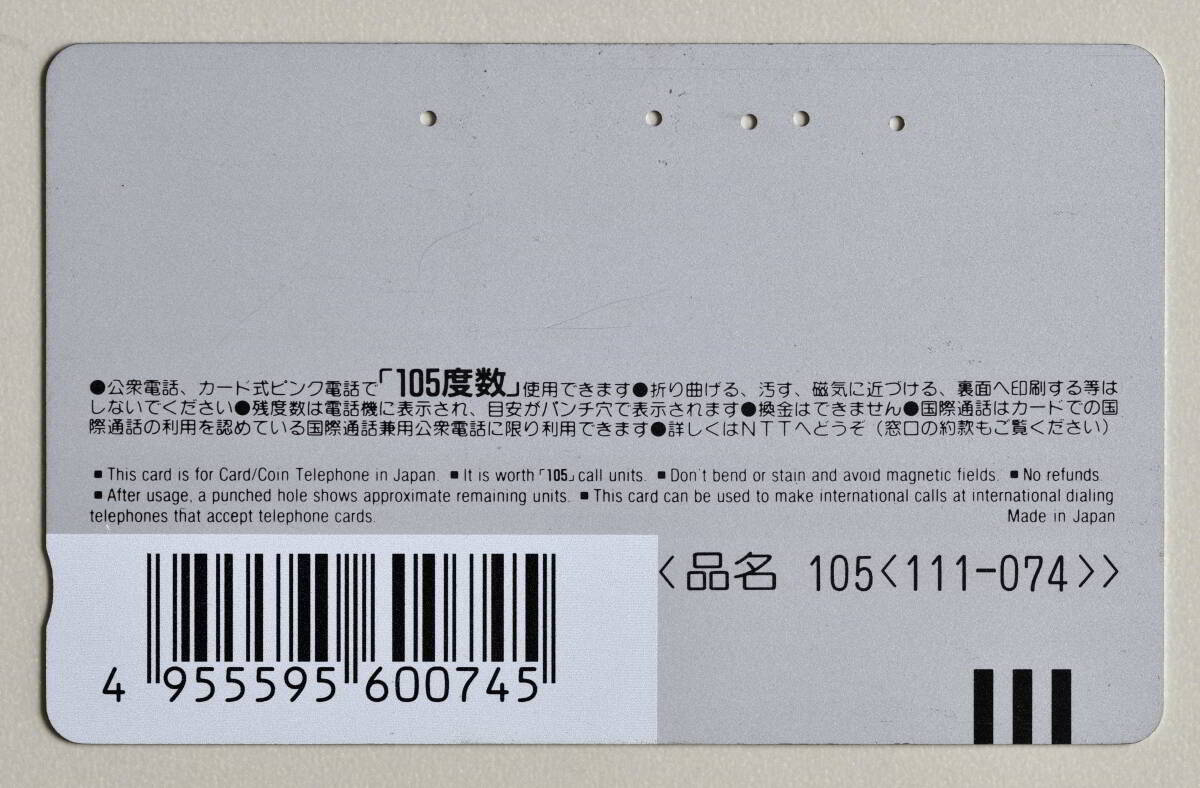 ●公衆電話、カード式ピンク電話で「105度数」使用できます●折り曲げる、汚す、磁気に近づける、裏面へ印刷する等は
しないでください●残度数は電話機に表示され、目安がパンチ穴で表示されます●換金はできません●国際通話はカードでの国
際通話の利用を認めている国際通話兼用公衆電話に限り利用できます●詳しくはNTTへどうぞ(窓口の約款もご覧ください)
■ This card is for Card/Coin Telephone in Japan. ■ It is worth「105」call units. ■ Don't bend or stain and avoid magnetic fields. ■ No refunds.
■ After usage, a punched hole shows approximate remaining units. ■ This card can be used to make international calls at international dialing
telephones that accept telephone cards. Made in Japan
<品名 105<111-074>>
4 955595 600745